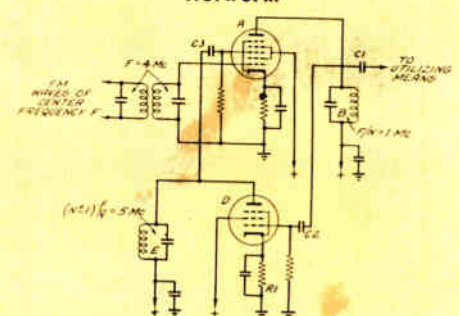 A
C3
F = 4 Mc
C1
TO
UTILIZING
MEANS
FM
WAVES OF
CENTER
FREQUENCY F
B
F/N = 1 Mc
D
C2
(N±1) F/N = 5 Mc
E
R1
+
+
+
+